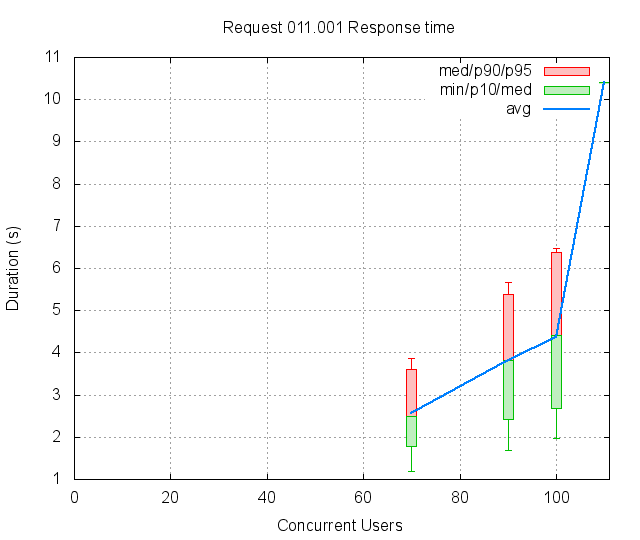 Request 011.001 Response time
med/p90/p95
min/p10/med
avg
11
10
9
8
7
6
5
4
3
2
1
Duration (s)
0 20 40 60 80 100
Concurrent Users